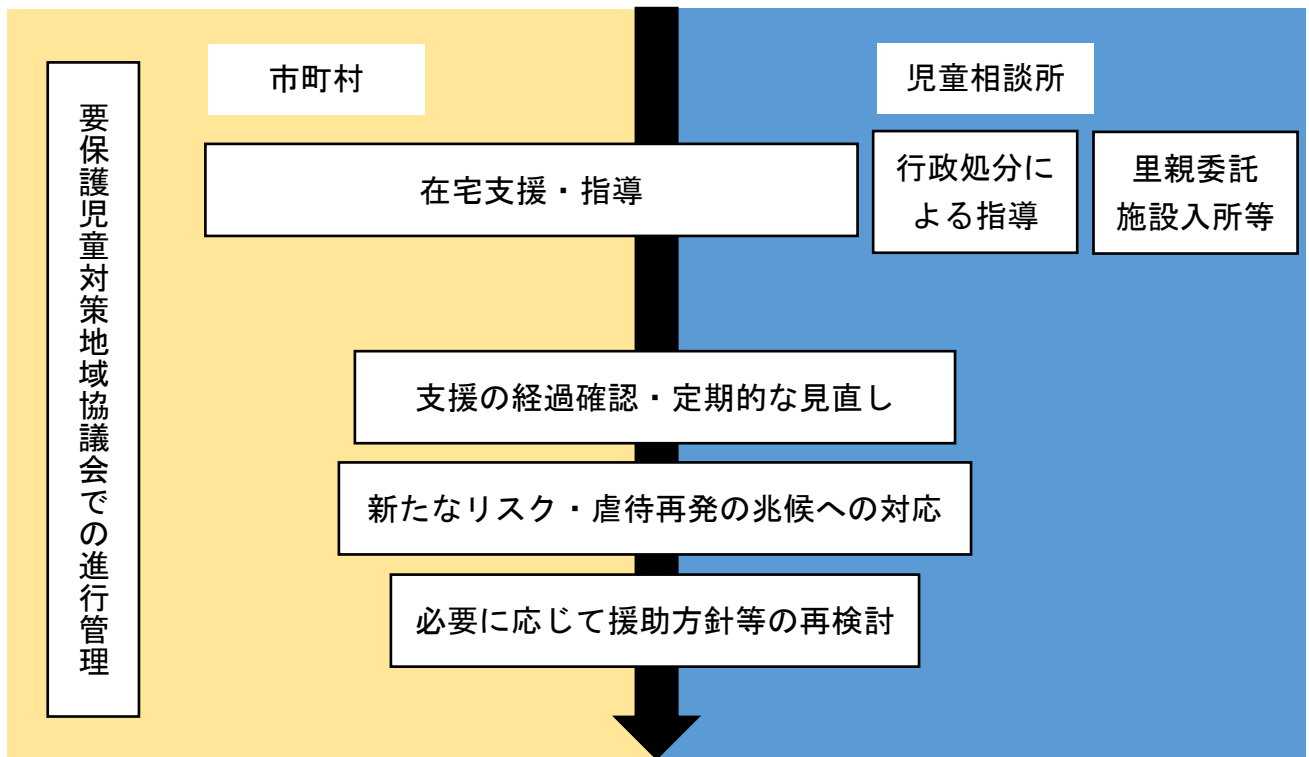 市町村
児童相談所
要保護児童対策地域協議会での進行管理
在宅支援・指導
行政処分に
よる指導
里親委託
施設入所等
支援の経過確認・定期的な見直し
新たなリスク・虐待再発の兆候への対応
必要に応じて援助方針等の再検討